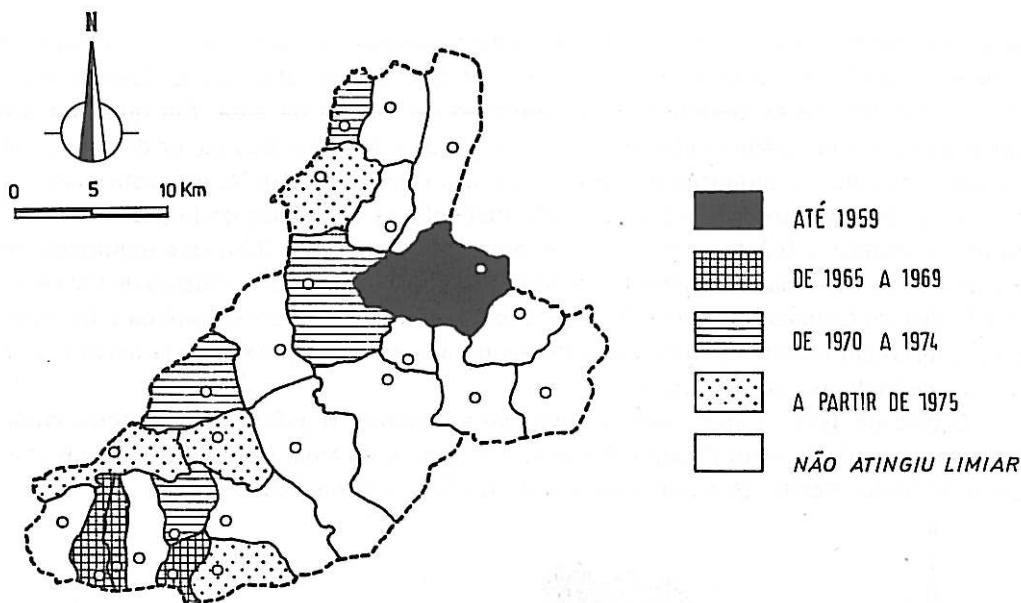 N
0 5 10 Km
ATÉ 1959
DE 1965 A 1969
DE 1970 A 1974
A PARTIR DE 1975
NÃO ATINGIU LIMIAR